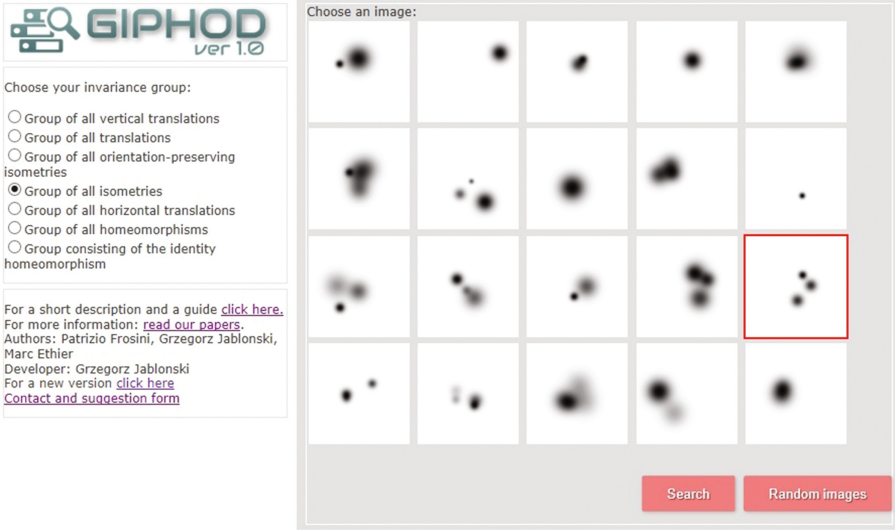 GIPHOD
ver 1.0
Choose your invariance group:
Group of all vertical translations
Group of all translations
Group of all orientation-preserving
isometries
Group of all isometries
Group of all horizontal translations
Group of all homeomorphisms
Group consisting of the identity
homeomorphism
For a short description and a guide click here.
For more information: read our papers.
Authors: Patrizio Frosini, Grzegorz Jablonski,
Marc Ethier
Developer: Grzegorz Jablonski
For a new version click here
Contact and suggestion form
Choose an image:
Search
Random images